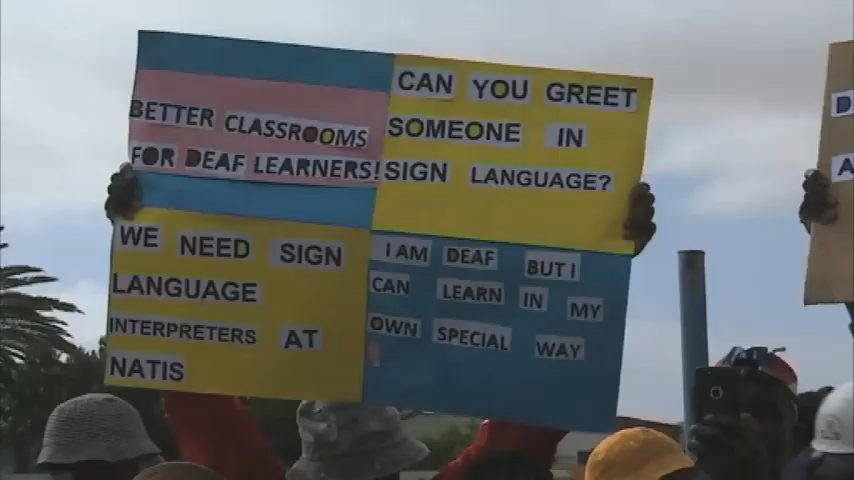 BETTER CLASSROOMS
FOR DEAF LEARNERS!
CAN YOU GREET
SOMEONE IN
SIGN LANGUAGE?
WE NEED SIGN
LANGUAGE
INTERPRETERS AT
NATIS
I AM DEAF BUT I
CAN LEARN IN MY
OWN SPECIAL WAY
D
A